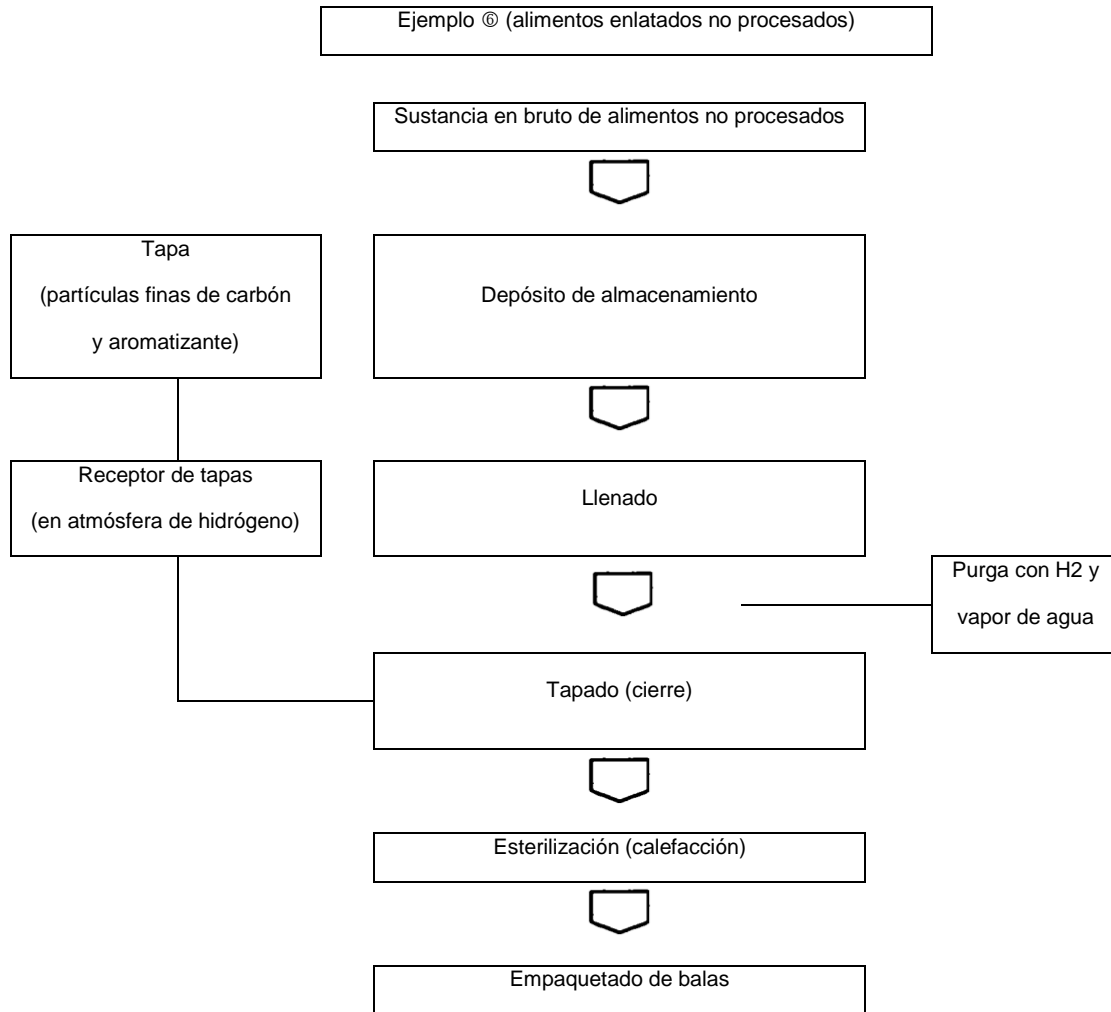 Ejemplo ⑥ (alimentos enlatados no procesados)
Sustancia en bruto de alimentos no procesados
Tapa
(partículas finas de carbón
y aromatizante)
Depósito de almacenamiento
Receptor de tapas
(en atmósfera de hidrógeno)
Llenado
Purga con H2 y
vapor de agua
Tapado (cierre)
Esterilización (calefacción)
Empaquetado de balas